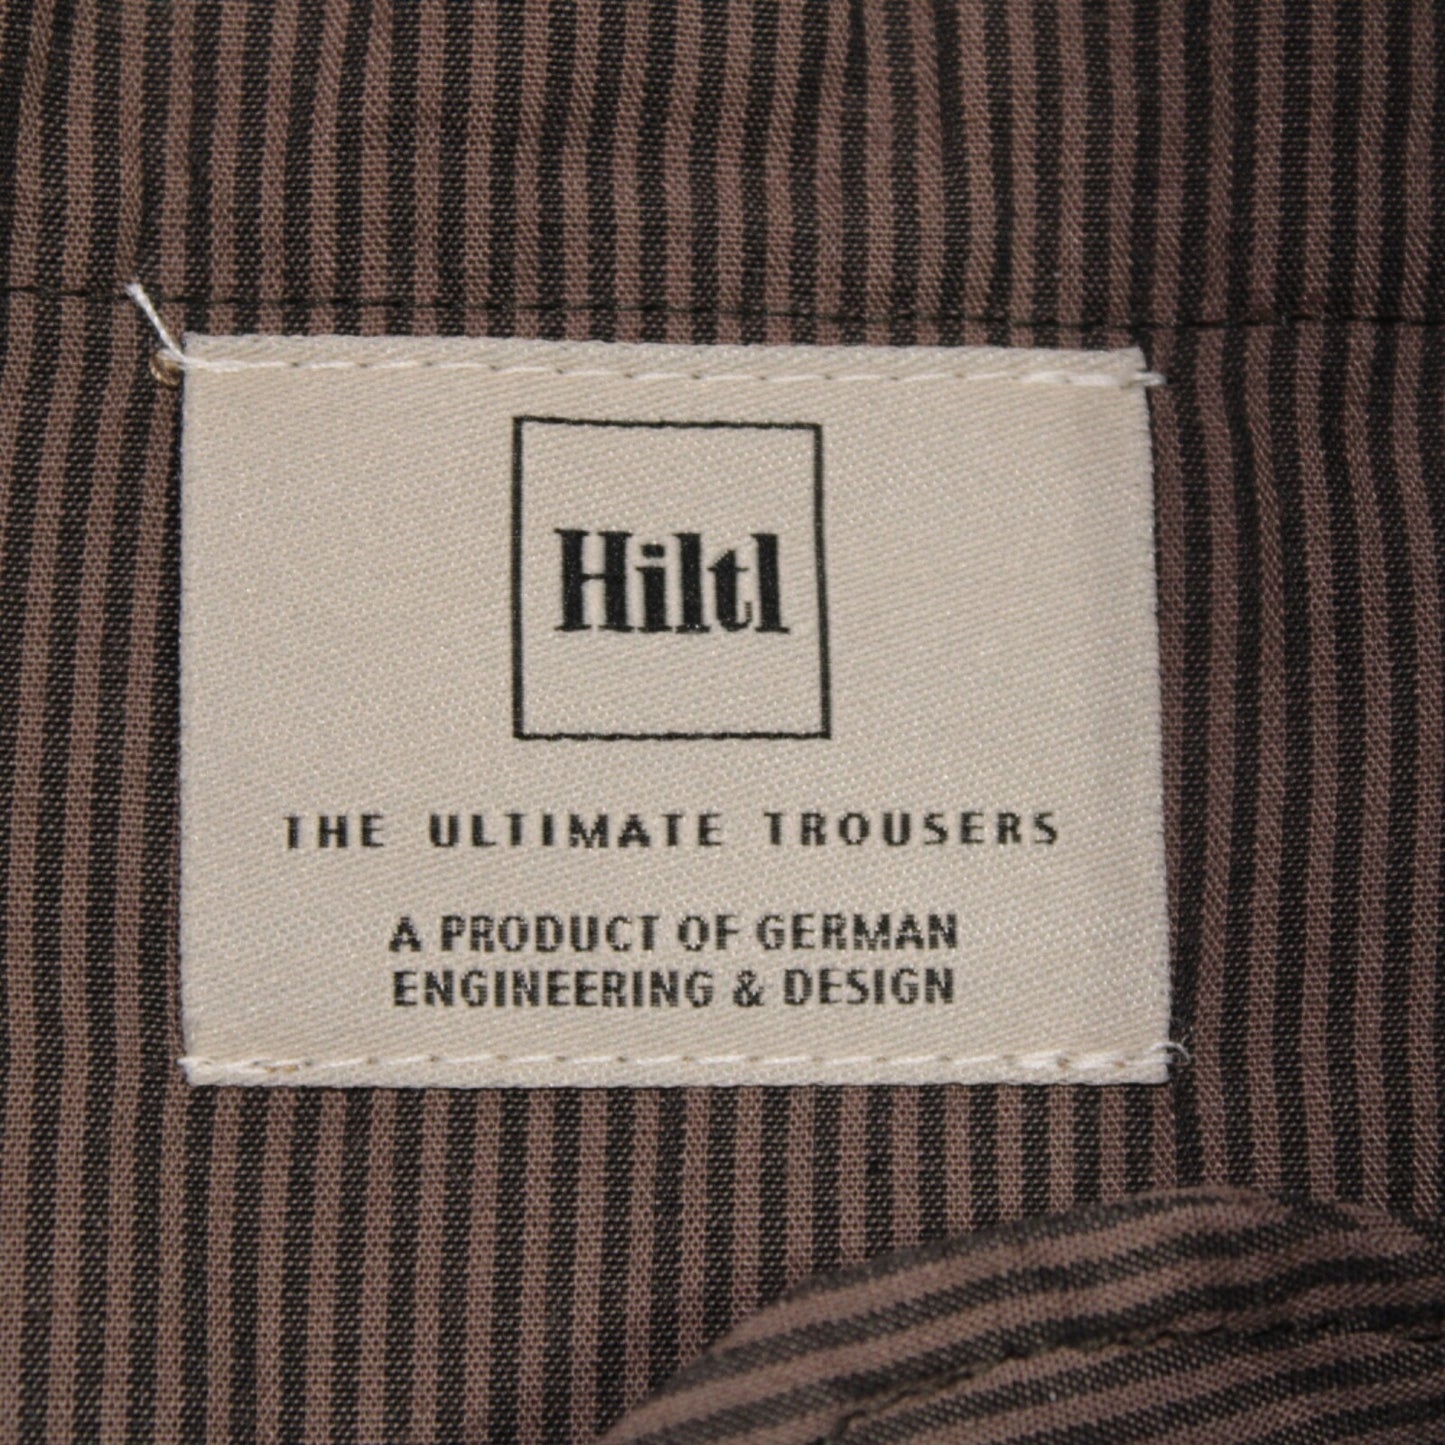 Hiltl
THE ULTIMATE TROUSERS
A PRODUCT OF GERMAN
ENGINEERING & DESIGN